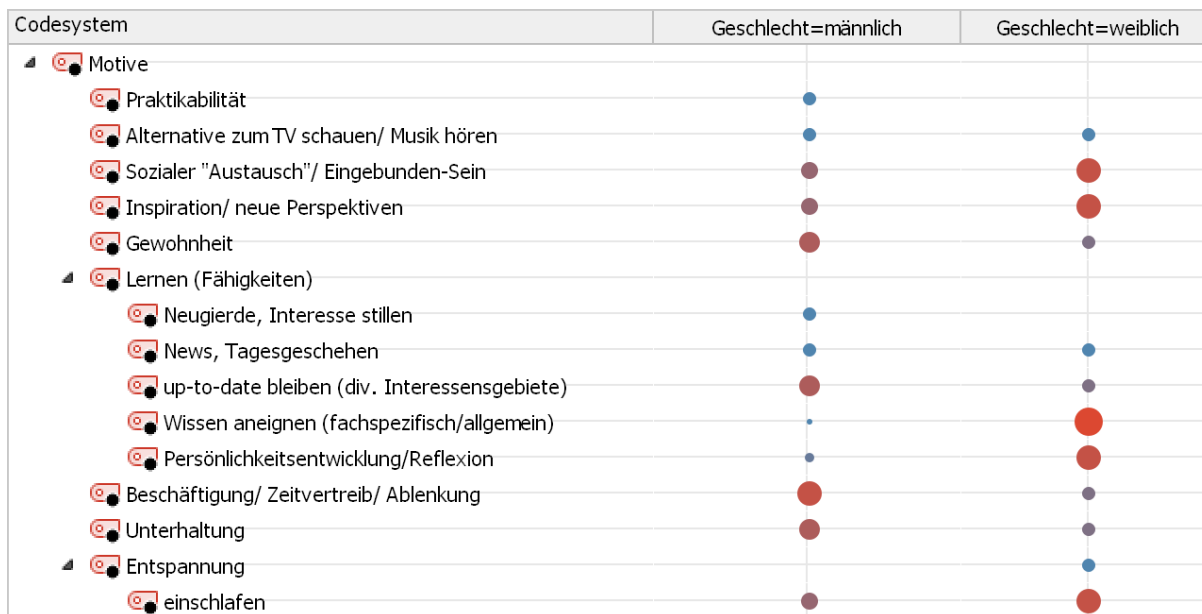 Codesystem Geschlecht=männlich Geschlecht=weiblich
Motive
Praktikabilität
Alternative zum TV schauen/ Musik hören
Sozialer "Austausch"/ Eingebunden-Sein
Inspiration/ neue Perspektiven
Gewohnheit
Lernen (Fähigkeiten)
Neugierde, Interesse stillen
News, Tagesgeschehen
up-to-date bleiben (div. Interessensgebiete)
Wissen aneignen (fachspezifisch/allgemein)
Persönlichkeitsentwicklung/Reflexion
Beschäftigung/ Zeitvertreib/ Ablenkung
Unterhaltung
Entspannung
einschlafen